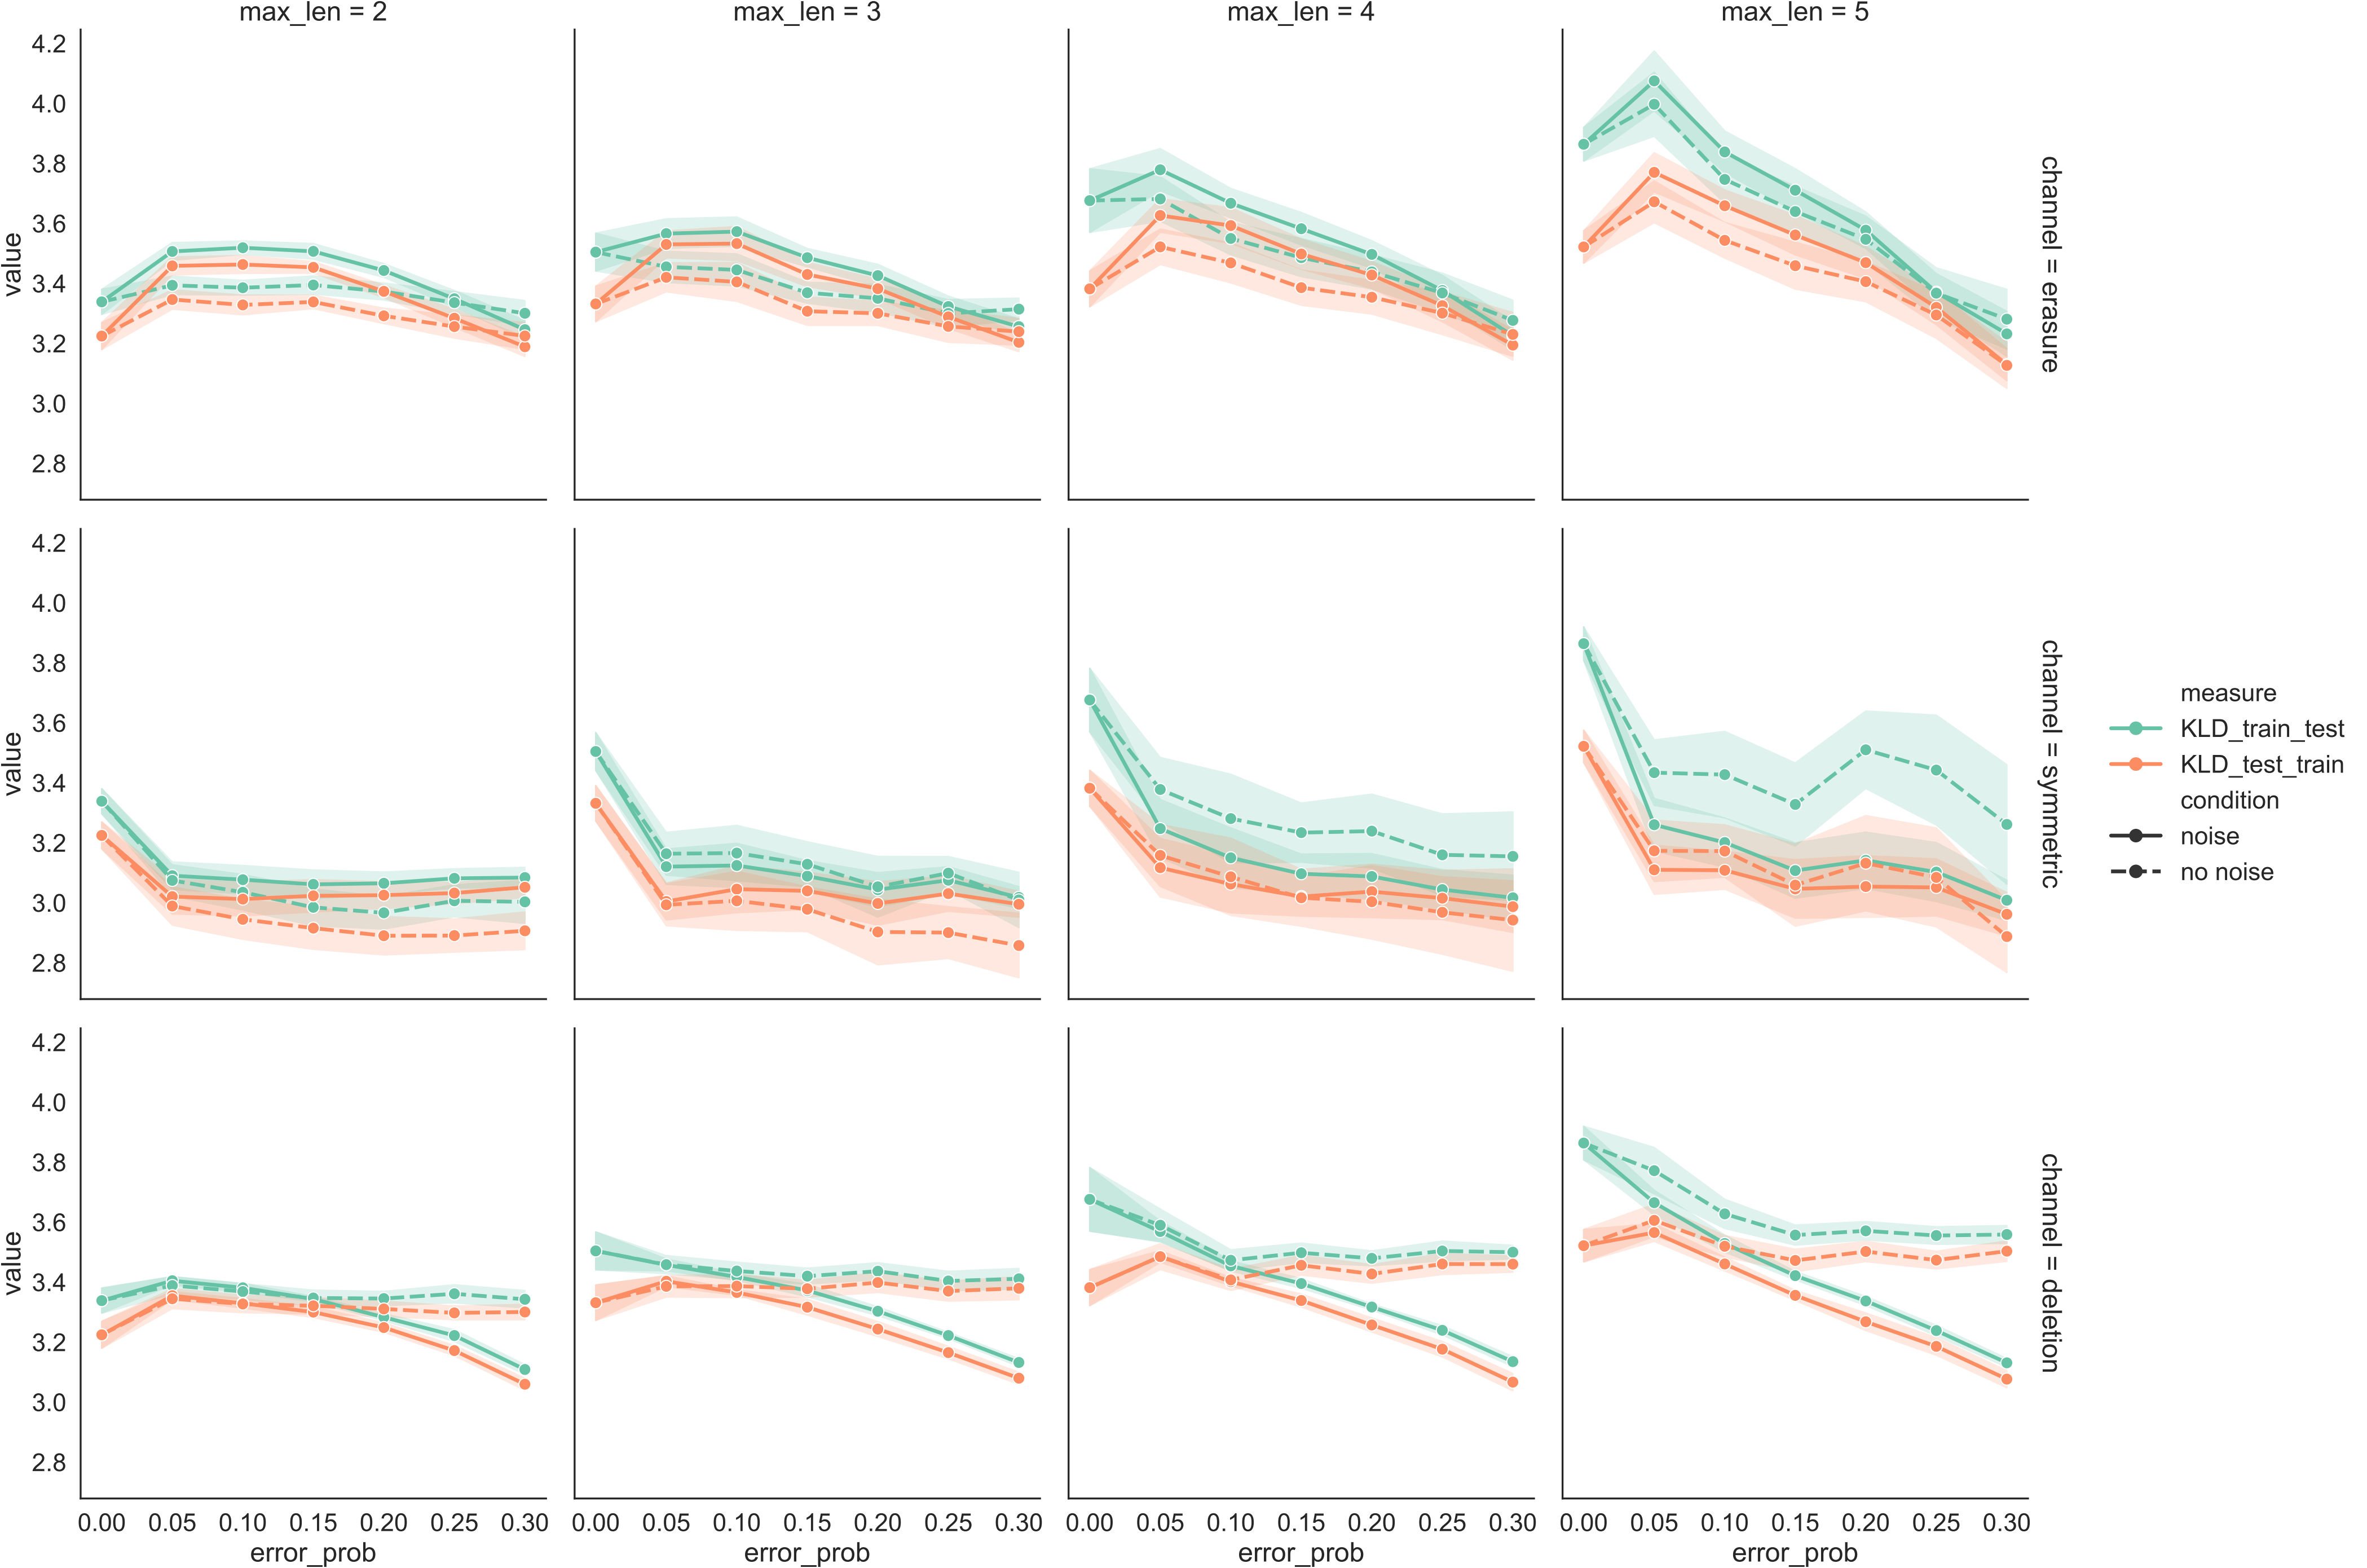 max_len = 2
max_len = 3
max_len = 4
max_len = 5
4.2
4.0
3.8
3.6
3.4
3.2
3.0
2.8
value
channel = erasure
4.2
4.0
3.8
3.6
3.4
3.2
3.0
2.8
value
channel = symmetric
measure
KLD_train_test
KLD_test_train
condition
noise
no noise
4.2
4.0
3.8
3.6
3.4
3.2
3.0
2.8
value
channel = deletion
0.00 0.05 0.10 0.15 0.20 0.25 0.30
error_prob
0.00 0.05 0.10 0.15 0.20 0.25 0.30
error_prob
0.00 0.05 0.10 0.15 0.20 0.25 0.30
error_prob
0.00 0.05 0.10 0.15 0.20 0.25 0.30
error_prob